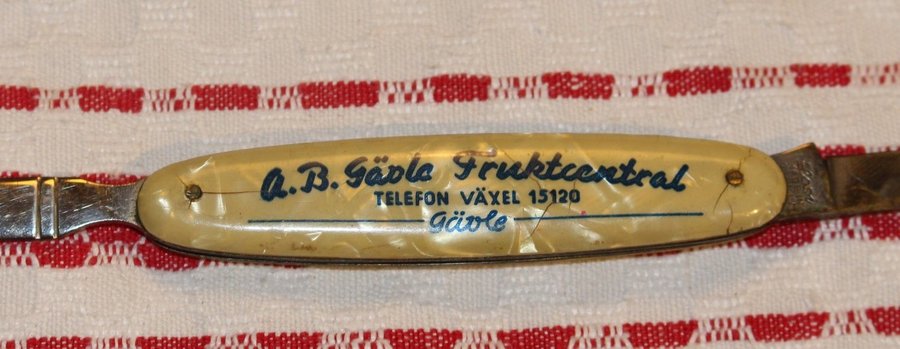 A.B. Gävle Fruktcentral
TELEFON VÄXEL 15120
Gävle